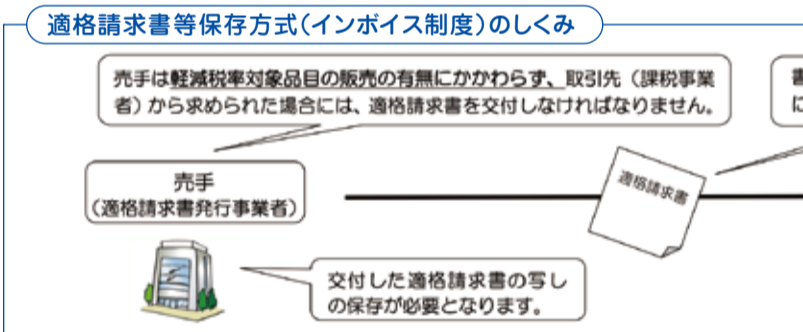 適格請求書等保存方式（インボイス制度）のしくみ
売手は軽減税率対象品目の販売の有無にかかわらず、取引先（課税事業
者）から求められた場合には、適格請求書を交付しなければなりません。
書
に
売手
（適格請求書発行事業者）
適格請求書
交付した適格請求書の写し
の保存が必要となります。